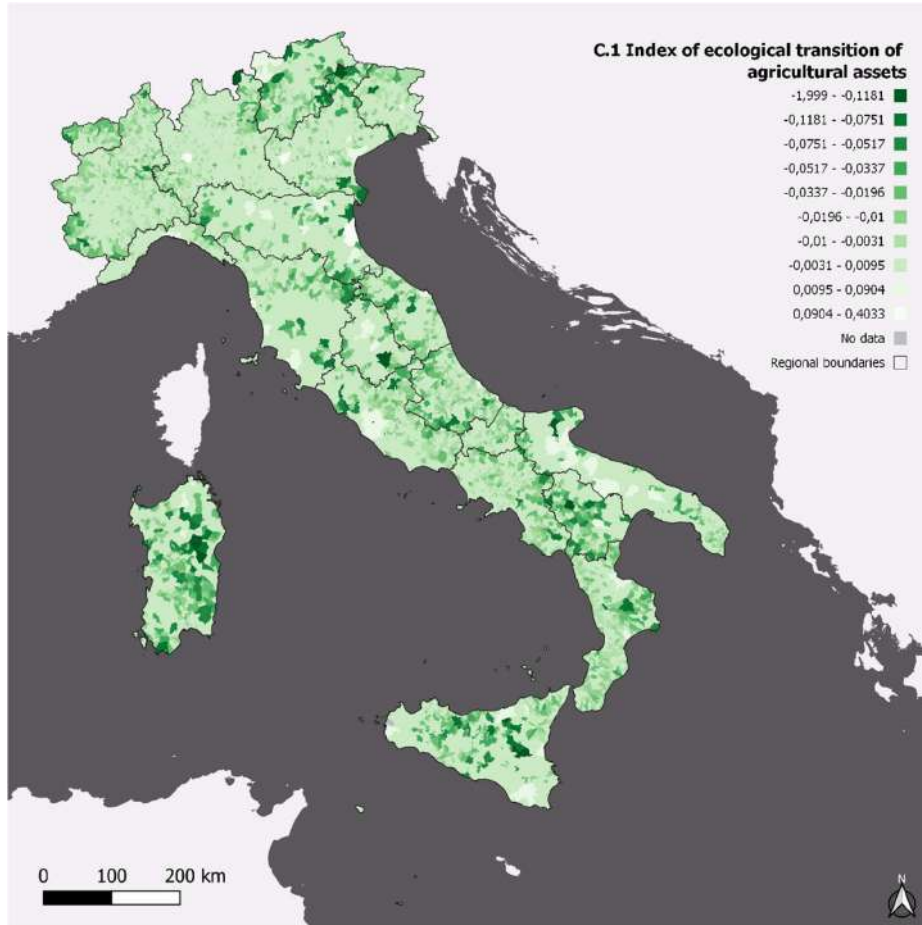 C.1 Index of ecological transition of
agricultural assets
-1,999 - -0,1181
-0,1181 - -0,0751
-0,0751 - -0,0517
-0,0517 - -0,0337
-0,0337 - -0,0196
-0,0196 - -0,01
-0,01 - -0,0031
-0,0031 - 0,0095
0,0095 - 0,0904
0,0904 - 0,4033
No data
Regional boundaries
0 100 200 km
N